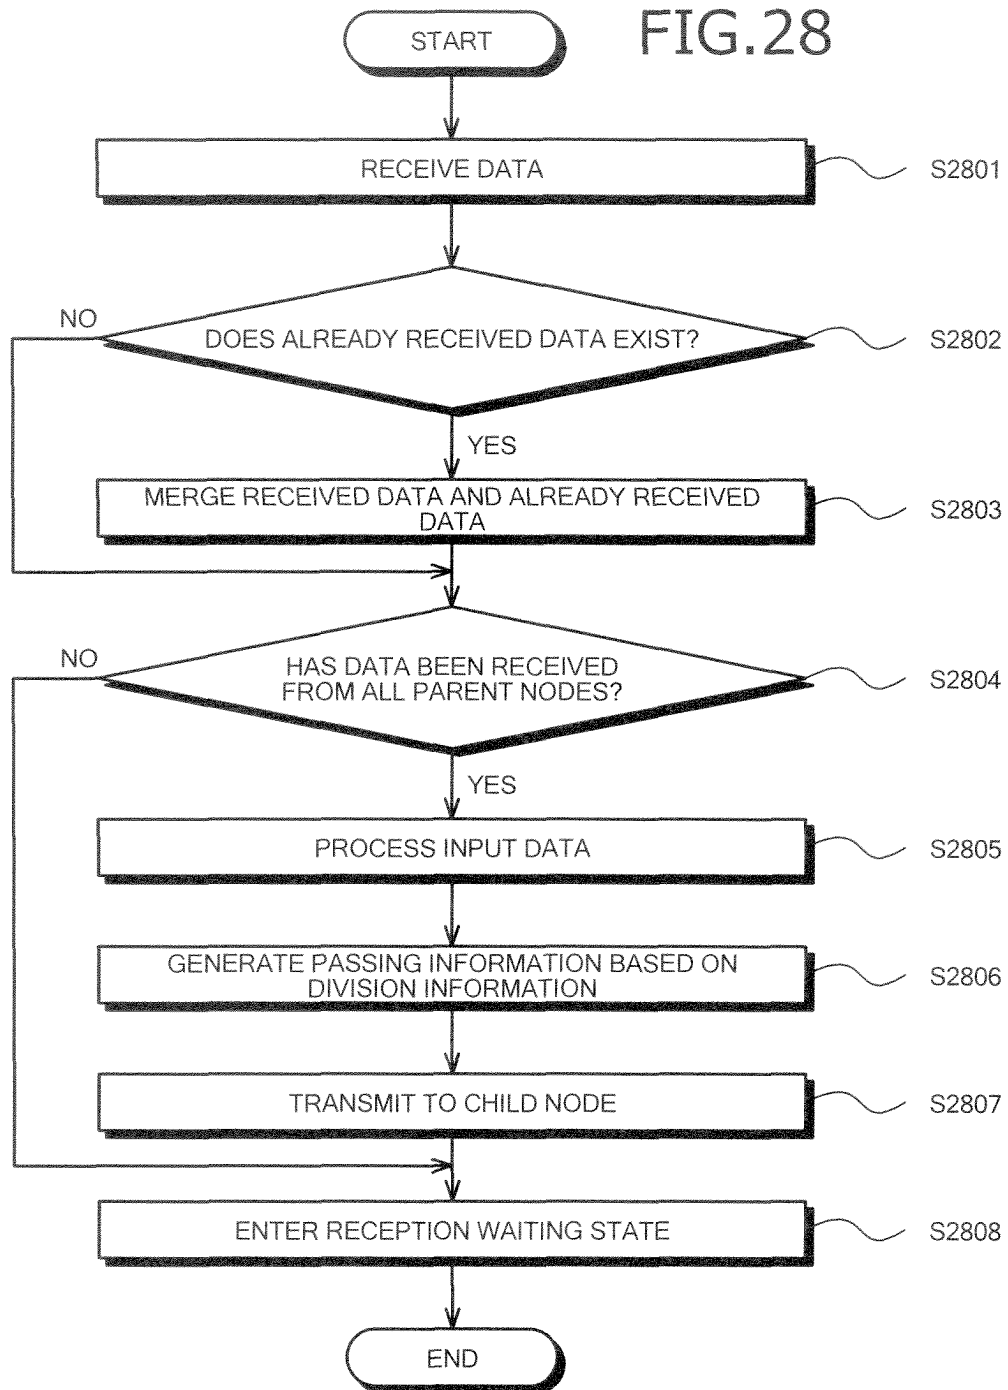 FIG.28
START
RECEIVE DATA
S2801
NO
DOES ALREADY RECEIVED DATA EXIST?
S2802
YES
MERGE RECEIVED DATA AND ALREADY RECEIVED
DATA
S2803
NO
HAS DATA BEEN RECEIVED
FROM ALL PARENT NODES?
S2804
YES
PROCESS INPUT DATA
S2805
GENERATE PASSING INFORMATION BASED ON
DIVISION INFORMATION
S2806
TRANSMIT TO CHILD NODE
S2807
ENTER RECEPTION WAITING STATE
S2808
END